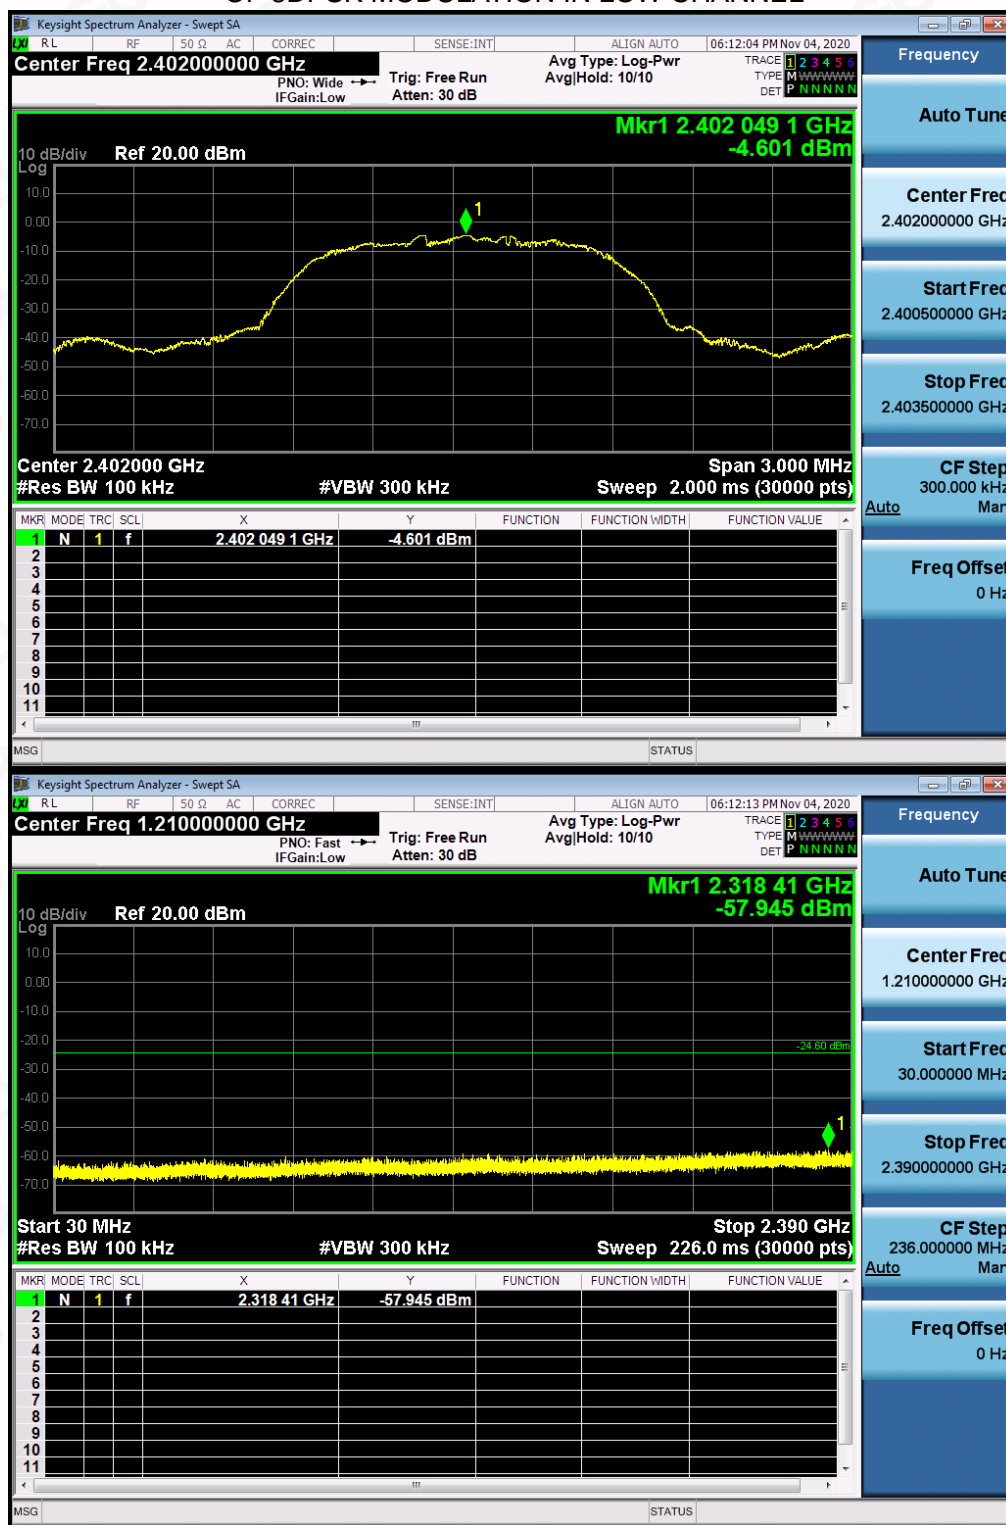 OF 8DPSK MODULATION IN LOW CHANNEL
Keysight Spectrum Analyzer - Swept SA
LXI RL RF 50 Ω AC CORREC SENSE:INT ALIGN AUTO 06:12:04 PM Nov 04, 2020
Center Freq 2.402000000 GHz
PNO: Wide
IFGain:Low
Trig: Free Run
Atten: 30 dB
Avg Type: Log-Pwr
Avg|Hold: 10/10
TRACE 1 2 3 4 5 6
TYPE M WWWWW
DET P N N N N N
Frequency
Auto Tune
Center Freq
2.402000000 GHz
Start Freq
2.400500000 GHz
Stop Freq
2.403500000 GHz
CF Step
300.000 kHz
Auto Man
Freq Offset
0 Hz
Mkr1 2.402 049 1 GHz
-4.601 dBm
10 dB/div Ref 20.00 dBm
Log
10.0
0.00
-10.0
-20.0
-30.0
-40.0
-50.0
-60.0
-70.0
1
Center 2.402000 GHz Span 3.000 MHz
#Res BW 100 kHz #VBW 300 kHz Sweep 2.000 ms (30000 pts)
MKR MODE TRC SCL X Y FUNCTION FUNCTION WIDTH FUNCTION VALUE
1 N 1 f 2.402 049 1 GHz -4.601 dBm
2
3
4
5
6
7
8
9
10
11
MSG STATUS
Keysight Spectrum Analyzer - Swept SA
LXI RL RF 50 Ω AC CORREC SENSE:INT ALIGN AUTO 06:12:13 PM Nov 04, 2020
Center Freq 1.210000000 GHz
PNO: Fast
IFGain:Low
Trig: Free Run
Atten: 30 dB
Avg Type: Log-Pwr
Avg|Hold: 10/10
TRACE 1 2 3 4 5 6
TYPE M WWWWW
DET P N N N N N
Frequency
Auto Tune
Center Freq
1.210000000 GHz
Start Freq
30.000000 MHz
Stop Freq
2.390000000 GHz
CF Step
236.000000 MHz
Auto Man
Freq Offset
0 Hz
Mkr1 2.318 41 GHz
-57.945 dBm
10 dB/div Ref 20.00 dBm
Log
10.0
0.00
-10.0
-20.0
-30.0
-40.0
-50.0
-60.0
-70.0
-24.60 dBm
1
Start 30 MHz Stop 2.390 GHz
#Res BW 100 kHz #VBW 300 kHz Sweep 226.0 ms (30000 pts)
MKR MODE TRC SCL X Y FUNCTION FUNCTION WIDTH FUNCTION VALUE
1 N 1 f 2.318 41 GHz -57.945 dBm
2
3
4
5
6
7
8
9
10
11
MSG STATUS